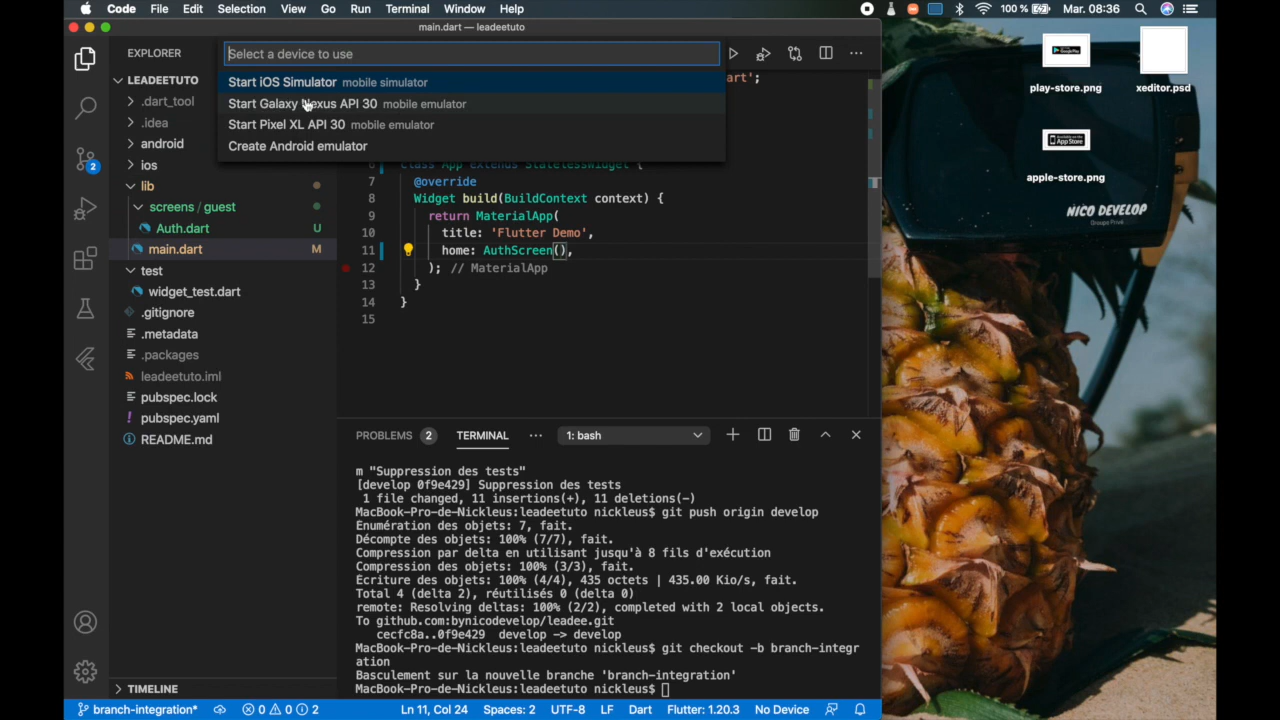 Code File Edit Selection View Go Run Terminal Window Help 100 % Mar. 08:36
main.dart — leadeetuto
EXPLORER
Select a device to use
Start iOS Simulator mobile simulator
Start Galaxy Nexus API 30 mobile emulator
Start Pixel XL API 30 mobile emulator
Create Android emulator
LEADEETUTO
.dart_tool
.idea
android
ios
lib
screens / guest
Auth.dart U
main.dart M
test
widget_test.dart
.gitignore
.metadata
.packages
leadeetuto.iml
pubspec.lock
pubspec.yaml
README.md
TIMELINE
2
art';
6 class App extends StatelessWidget {
7 @override
8 Widget build(BuildContext context) {
9 return MaterialApp(
10 title: 'Flutter Demo',
11 home: AuthScreen(),
12 ); // MaterialApp
13 }
14 }
15
PROBLEMS 2 TERMINAL ··· 1: bash
m "Suppression des tests"
[develop 0f9e429] Suppression des tests
1 file changed, 11 insertions(+), 11 deletions(-)
MacBook-Pro-de-Nickleus:leadeetuto nickleus$ git push origin develop
Énumération des objets: 7, fait.
Décompte des objets: 100% (7/7), fait.
Compression par delta en utilisant jusqu'à 8 fils d'exécution
Compression des objets: 100% (3/3), fait.
Écriture des objets: 100% (4/4), 435 octets | 435.00 Kio/s, fait.
Total 4 (delta 2), réutilisés 0 (delta 0)
remote: Resolving deltas: 100% (2/2), completed with 2 local objects.
To github.com:bynicodevelop/leadee.git
cecfc8a..0f9e429 develop -> develop
MacBook-Pro-de-Nickleus:leadeetuto nickleus$ git checkout -b branch-integr
ation
Basculement sur la nouvelle branche 'branch-integration'
MacBook-Pro-de-Nickleus:leadeetuto nickleus$
branch-integration* 0 0 2 Ln 11, Col 24 Spaces: 2 UTF-8 LF Dart Flutter: 1.20.3 No Device
play-store.png
xeditor.psd
apple-store.png
NICO DEVELOP
Groupe Privé